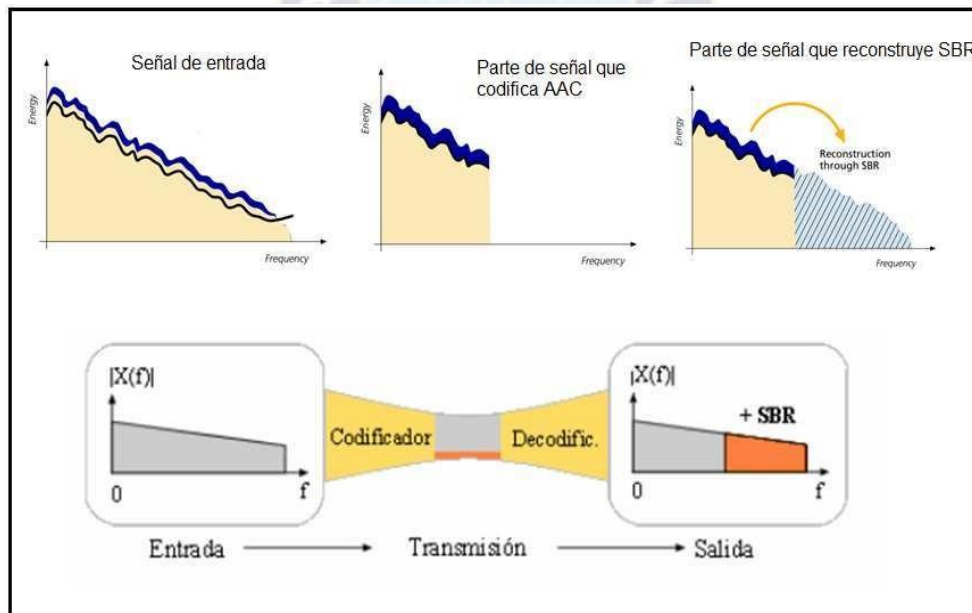 Señal de entrada
Energy
Frequency
Parte de señal que
codifica AAC
Energy
Frequency
Parte de señal que reconstruye SBR
Energy
Reconstruction
through SBR
Frequency
|X(f)|
0
f
Codificador
Decodific.
|X(f)|
+ SBR
0
f
Entrada
Transmisión
Salida